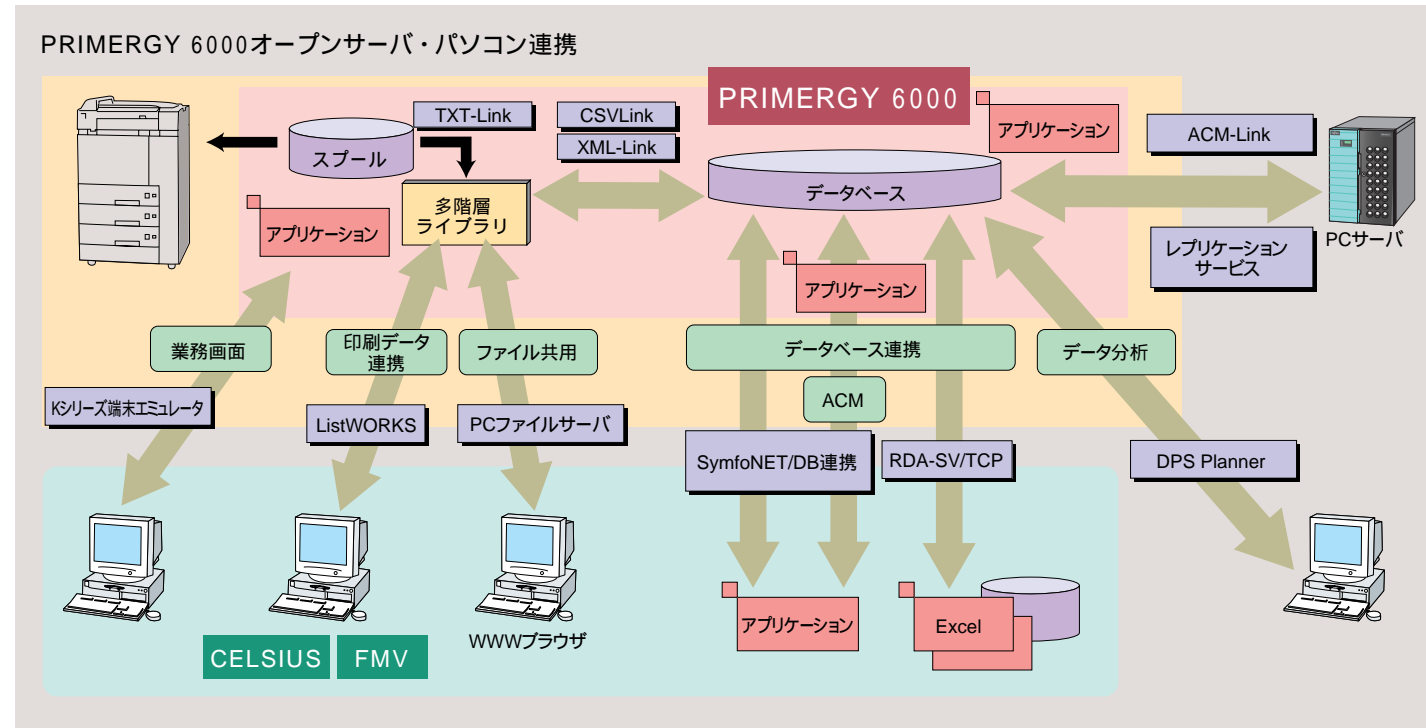 PRIMERGY 6000オープンサーバ・パソコン連携
PRIMERGY 6000
TXT-Link
CSVLink
XML-Link
アプリケーション
ACM-Link
スプール
データベース
多階層
ライブラリ
アプリケーション
PCサーバ
レプリケーション
サービス
アプリケーション
業務画面
印刷データ
連携
ファイル共用
データベース連携
データ分析
ACM
Kシリーズ端末エミュレータ
ListWORKS
PCファイルサーバ
SymfoNET/DB連携
RDA-SV/TCP
DPS Planner
アプリケーション
Excel
WWWブラウザ
CELSIUS
FMV